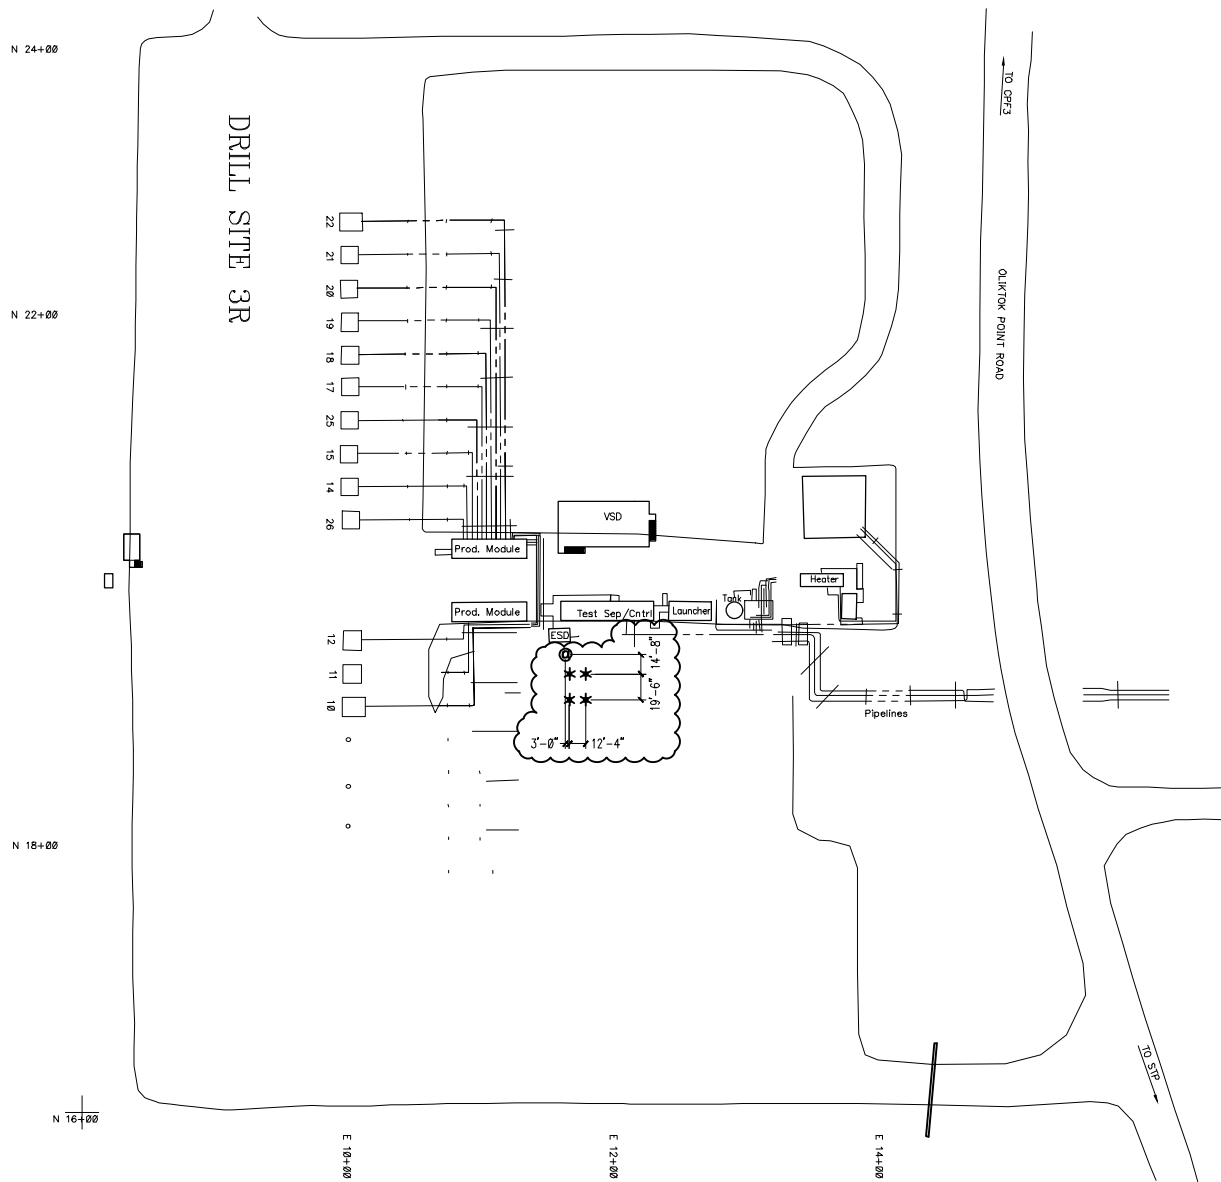 N 24+00
TO CPF3
DRILL SITE 3R
22
21
20
19
18
17
25
15
14
26
OLIKTOK POINT ROAD
N 22+00
VSD
Prod. Module
Heater
Tank
Prod. Module
Test Sep/Cntrl
Launcher
ESD
12
11
10
14'-8"
19'-6"
3'-0"
12'-4"
Pipelines
N 18+00
TO STP
N 16+00
E 10+00
E 12+00
E 14+00